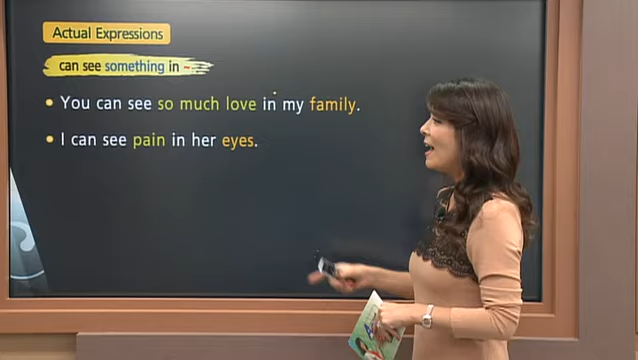 Actual Expressions
can see something in ~
• You can see so much love in my family.
• I can see pain in her eyes.